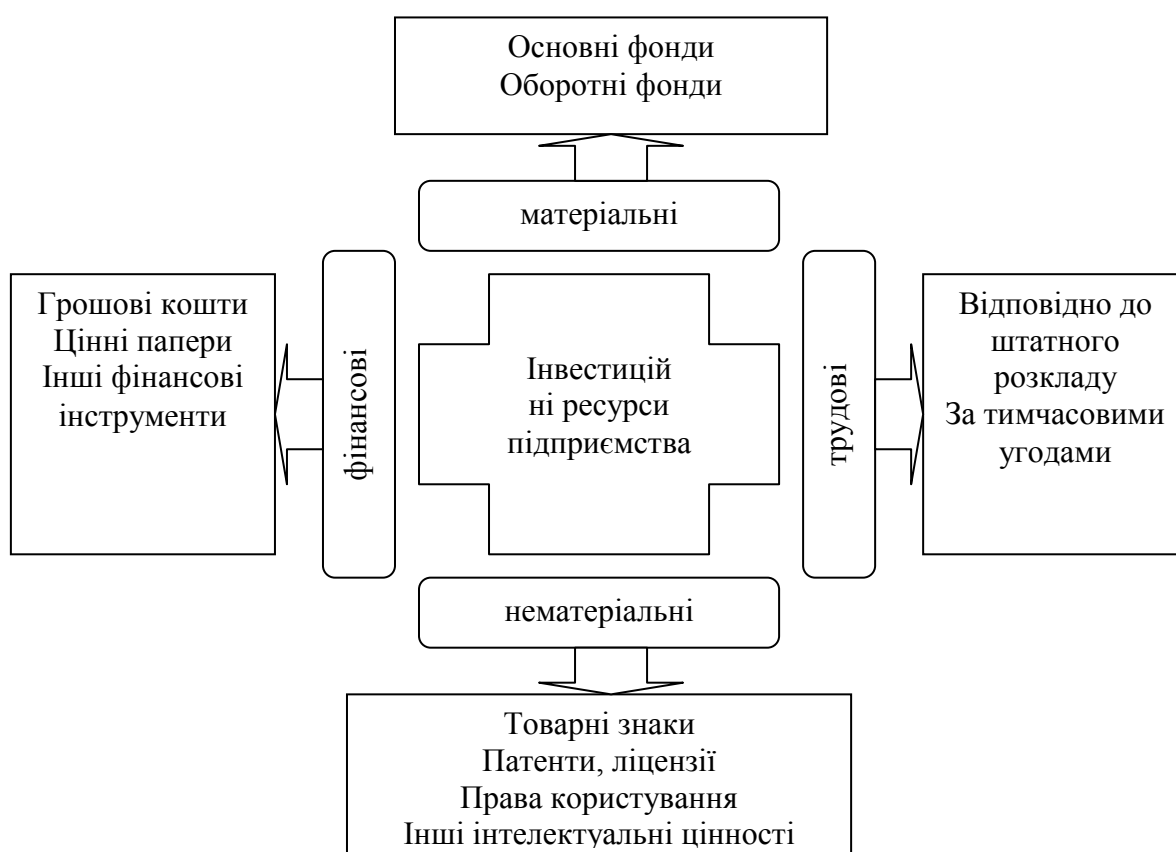 Основні фонди
Оборотні фонди
матеріальні
Грошові кошти
Цінні папери
Інші фінансові
інструменти
фінансові
Інвестицій
ні ресурси
підприємства
трудові
Відповідно до
штатного
розкладу
За тимчасовими
угодами
нематеріальні
Товарні знаки
Патенти, ліцензії
Права користування
Інші інтелектуальні цінності